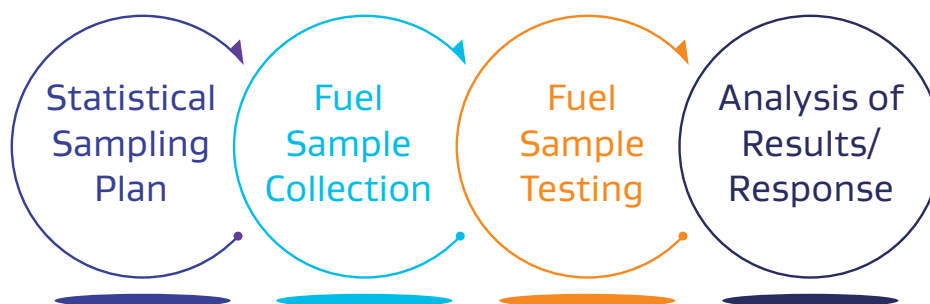 Statistical
Sampling
Plan
Fuel
Sample
Collection
Fuel
Sample
Testing
Analysis of
Results/
Response